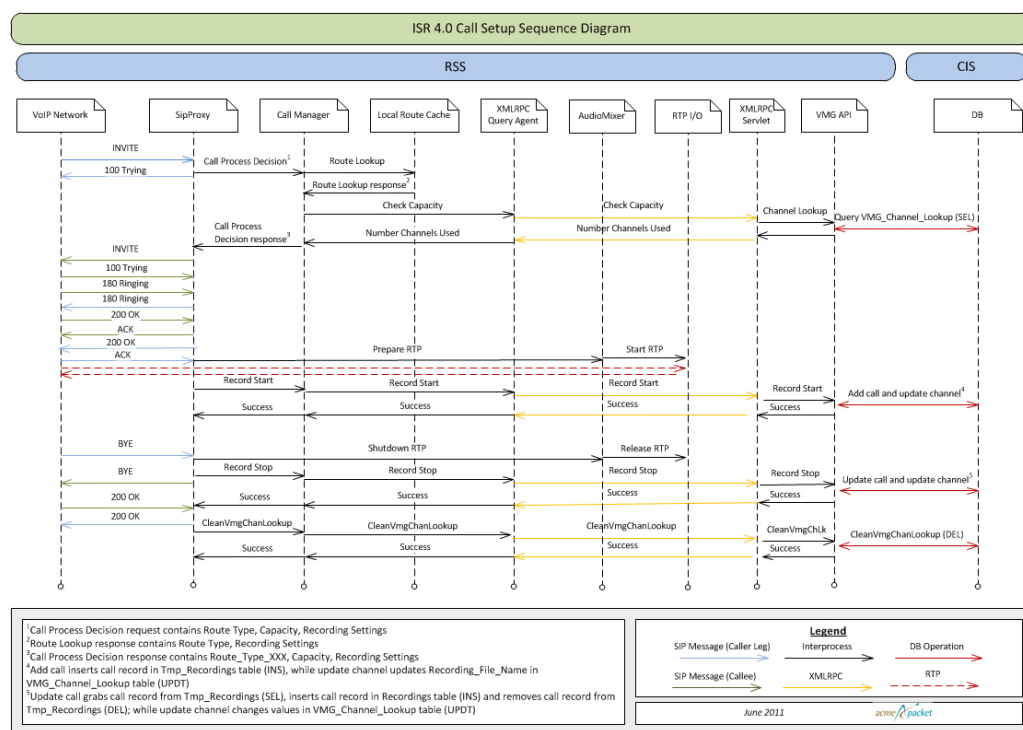 ISR 4.0 Call Setup Sequence Diagram
RSS
CIS
VoIP Network
SipProxy
Call Manager
Local Route Cache
XMLRPC
Query Agent
AudioMixer
RTP I/O
XMLRPC
Servlet
VMG API
DB
INVITE
100 Trying
Call Process Decision1
Route Lookup
Route Lookup response2
Check Capacity
Check Capacity
Channel Lookup
Query VMG_Channel_Lookup (SEL)
Number Channels Used
Number Channels Used
Call Process
Decision response3
INVITE
100 Trying
180 Ringing
180 Ringing
200 OK
ACK
200 OK
ACK
Prepare RTP
Start RTP
Record Start
Record Start
Record Start
Record Start
Add call and update channel4
Success
Success
Success
Success
BYE
Shutdown RTP
Release RTP
BYE
Record Stop
Record Stop
Record Stop
Record Stop
Update call and update channel5
200 OK
Success
Success
Success
Success
200 OK
CleanVmgChanLookup
CleanVmgChanLookup
CleanVmgChanLookup
CleanVmgChLk
CleanVmgChanLookup (DEL)
Success
Success
Success
Success
1Call Process Decision request contains Route Type, Capacity, Recording Settings
2Route Lookup response contains Route Type, Recording Settings
3Call Process Decision response contains Route_Type_XXX, Capacity, Recording Settings
4Add call inserts call record in Tmp_Recordings table (INS), while update channel updates Recording_File_Name in
VMG_Channel_Lookup table (UPDT)
5Update call grabs call record from Tmp_Recordings (SEL), inserts call record in Recordings table (INS) and removes call record from
Tmp_Recordings (DEL); while update channel changes values in VMG_Channel_Lookup table (UPDT)
Legend
SIP Message (Caller Leg)
Interprocess
DB Operation
SIP Message (Callee)
XMLRPC
RTP
June 2011
acme packet